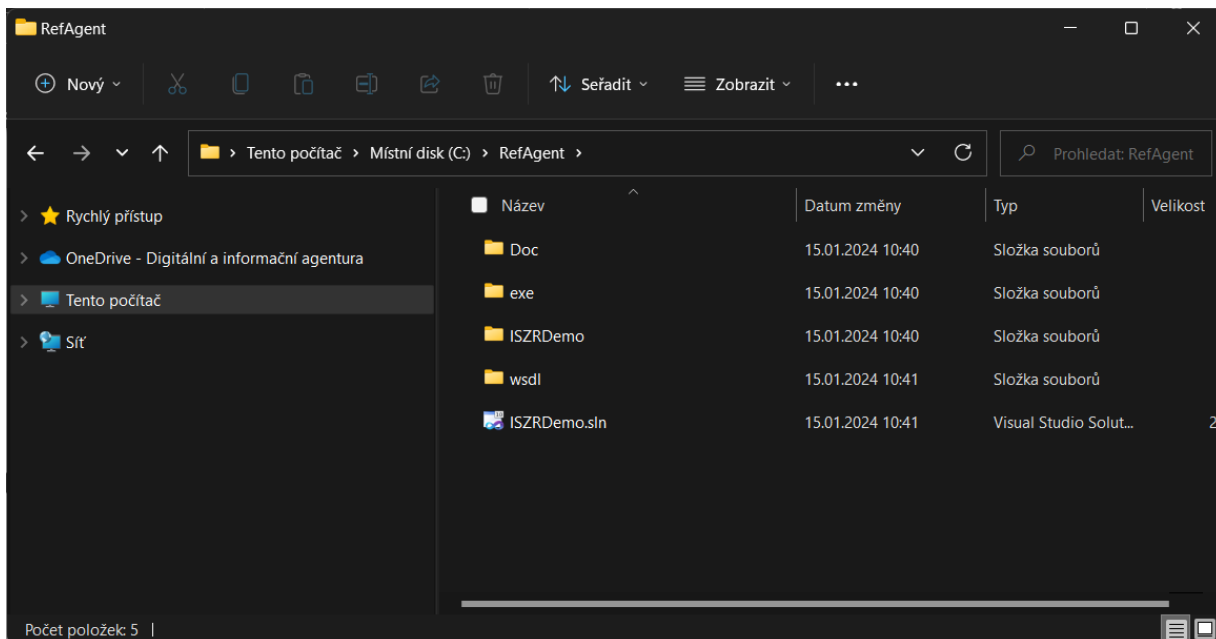 RefAgent
Nový
Seřadit
Zobrazit
Tento počítač > Místní disk (C:) > RefAgent >
Prohledat: RefAgent
Rychlý přístup
OneDrive - Digitální a informační agentura
Tento počítač
Síť
Název Datum změny Typ Velikost
Doc 15.01.2024 10:40 Složka souborů
exe 15.01.2024 10:40 Složka souborů
ISZRDemo 15.01.2024 10:40 Složka souborů
wsdl 15.01.2024 10:41 Složka souborů
ISZRDemo.sln 15.01.2024 10:41 Visual Studio Solut... 2
Počet položek: 5